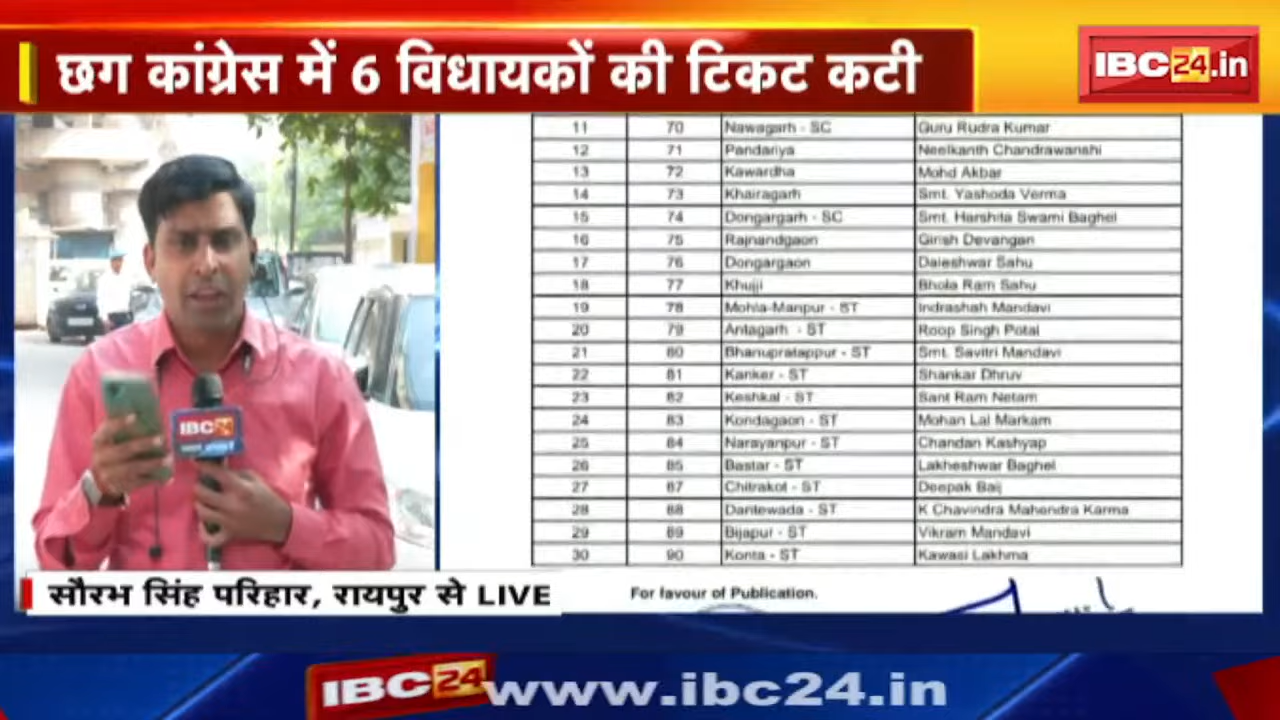 छग कांग्रेस में 6 विधायकों की टिकट कटी
IBC24.in
11 70 Nawagarh - SC Guru Rudra Kumar
12 71 Pandariya Neelkanth Chandrawanshi
13 72 Kawardha Mohd Akbar
14 73 Khairagarh Smt. Yashoda Verma
15 74 Dongargarh - SC Smt. Harshita Swami Baghel
16 75 Rajnandgaon Girish Devangan
17 76 Dongargaon Daleshwar Sahu
18 77 Khujji Bhola Ram Sahu
19 78 Mohla-Manpur - ST Indrashah Mandavi
20 79 Antagarh - ST Roop Singh Potai
21 80 Bhanupratappur - ST Smt. Savitri Mandavi
22 81 Kanker - ST Shankar Dhruv
23 82 Keshkal - ST Sant Ram Netam
24 83 Kondagaon - ST Mohan Lal Markam
25 84 Narayanpur - ST Chandan Kashyap
26 85 Bastar - ST Lakheshwar Baghel
27 87 Chitrakot - ST Deepak Baij
28 88 Dantewada - ST K Chavindra Mahendra Karma
29 89 Bijapur - ST Vikram Mandavi
30 90 Konta - ST Kawasi Lakhma
For favour of Publication.
IBC24
सौरभ सिंह परिहार, रायपुर से LIVE
IBC24 www.ibc24.in